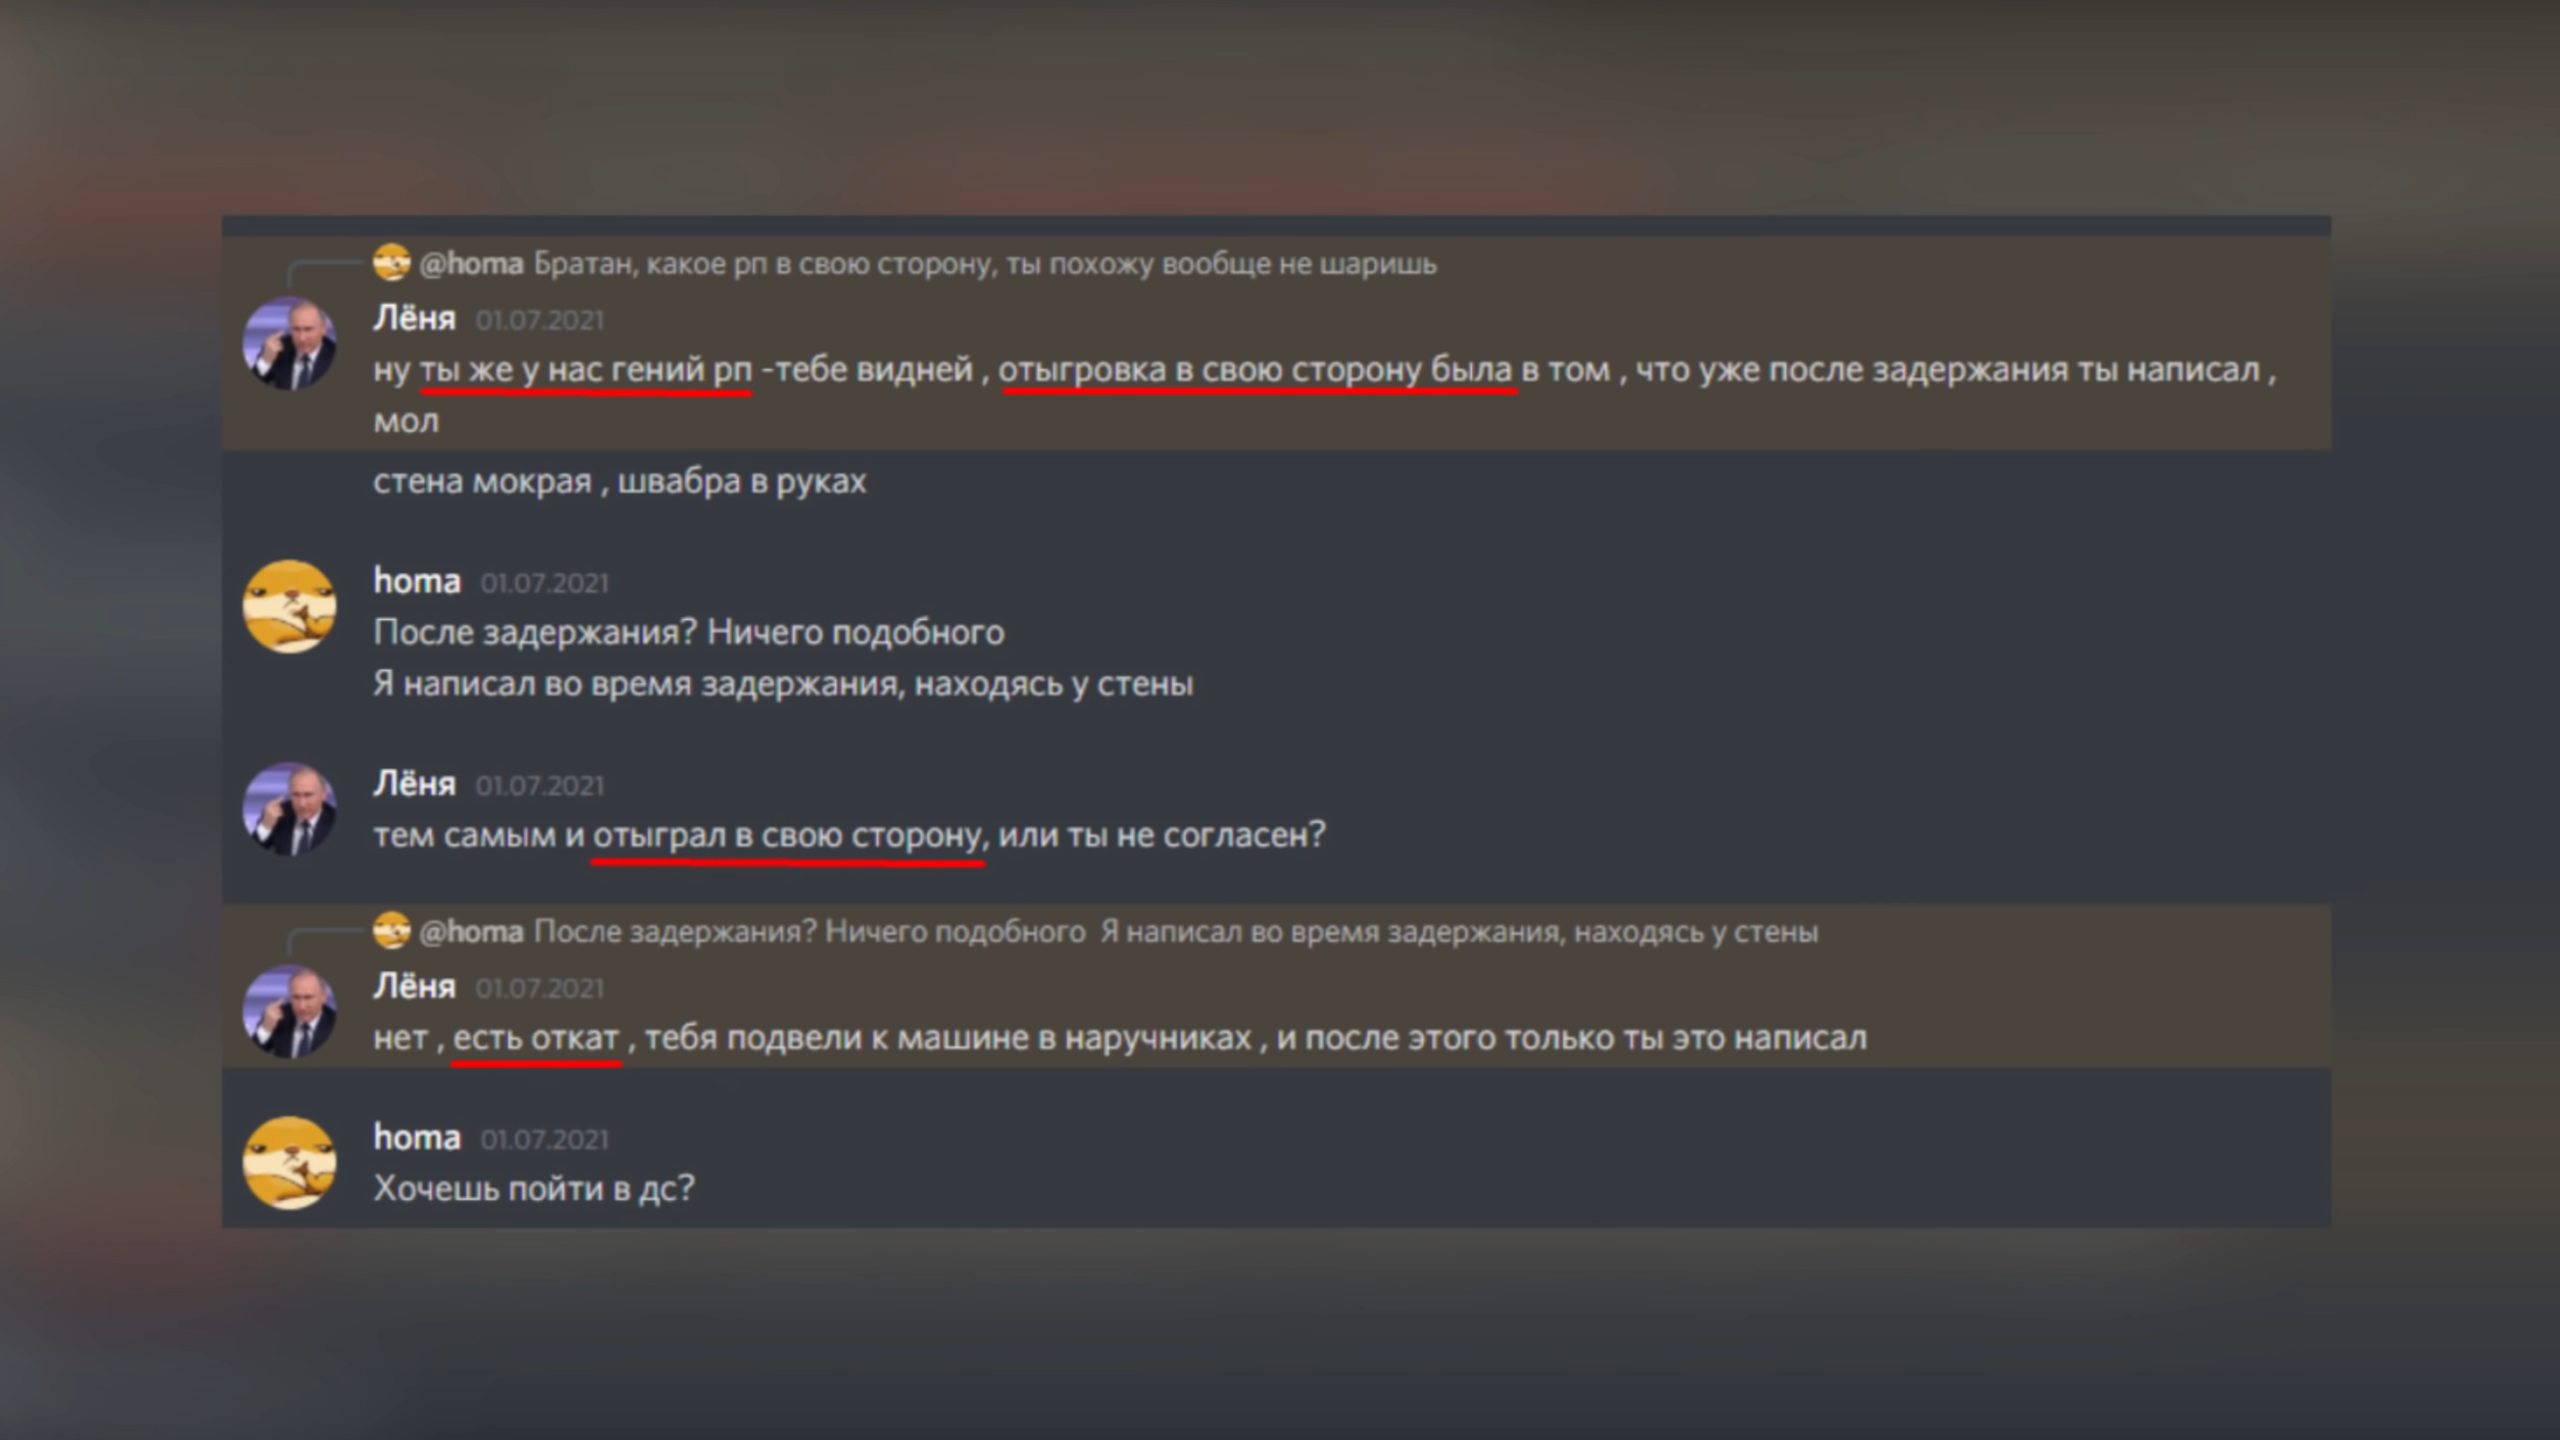 @homa Братан, какое рп в свою сторону, ты похожу вообще не шаришь
Лёня 01.07.2021
ну ты же у нас гений рп -тебе видней , отыгровка в свою сторону была в том , что уже после задержания ты написал ,
мол
стена мокрая , швабра в руках
homa 01.07.2021
После задержания? Ничего подобного
Я написал во время задержания, находясь у стены
Лёня 01.07.2021
тем самым и отыграл в свою сторону, или ты не согласен?
@homa После задержания? Ничего подобного Я написал во время задержания, находясь у стены
Лёня 01.07.2021
нет , есть откат , тебя подвели к машине в наручниках , и после этого только ты это написал
homa 01.07.2021
Хочешь пойти в дс?